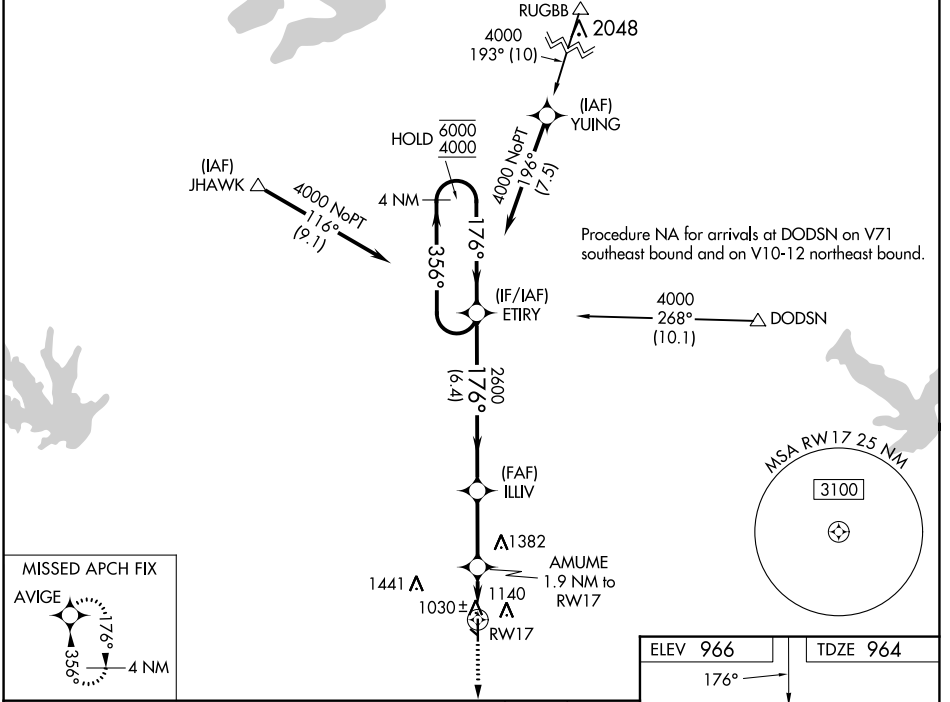 RUGBB
2048
4000
193° (10)
(IAF)
YUING
HOLD 6000
4000
4000 NoPT
196°
(7.5)
(IAF)
JHAWK
4000 NoPT
116°
(9.1)
4 NM
356°
176°
Procedure NA for arrivals at DODSN on V71
southeast bound and on V10-12 northeast bound.
(IF/IAF)
ETIRY
4000
268°
(10.1)
DODSN
2600
176°
(6.4)
(FAF)
ILLIV
MSA RW17 25 NM
3100
1382
AMUME
1.9 NM to
RW17
1441
1140
1030±
RW17
MISSED APCH FIX
AVIGE
176°
356°
4 NM
ELEV 966
TDZE 964
176°